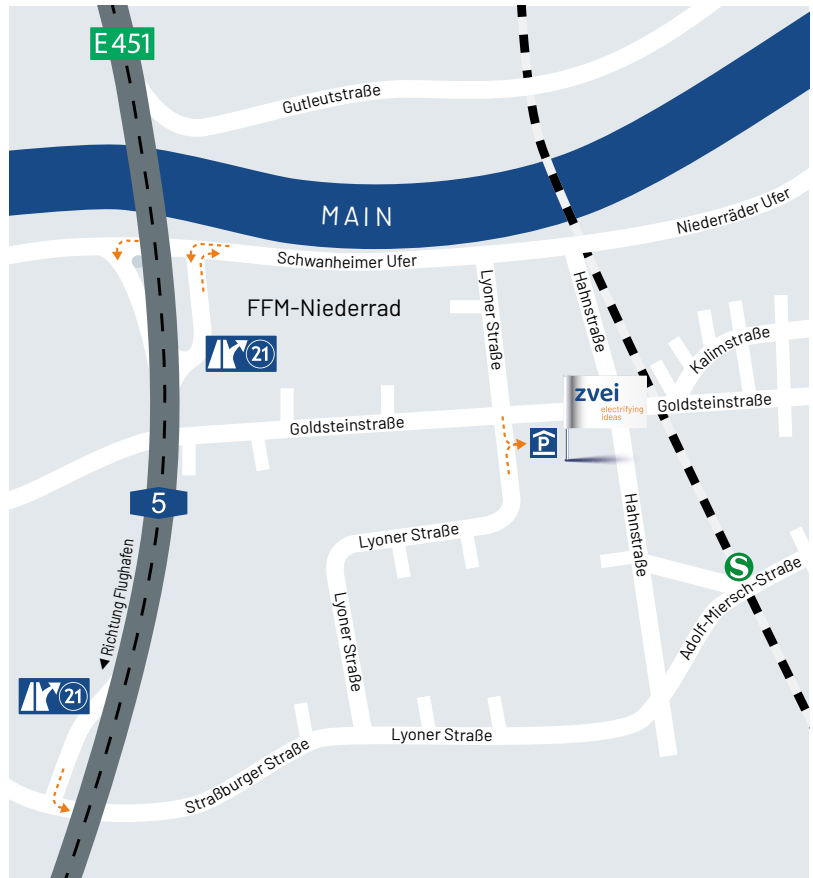 E 451
Gutleutstraße
MAIN
Niederräder Ufer
Schwanheimer Ufer
Lyoner Straße
Hahnstraße
FFM-Niederrad
21
Kalimstraße
zvei
electrifying
ideas
Goldsteinstraße
Goldsteinstraße
P
5
Hahnstraße
Lyoner Straße
Richtung Flughafen
S
Adolf-Miersch-Straße
Lyoner Straße
21
Lyoner Straße
Straßburger Straße